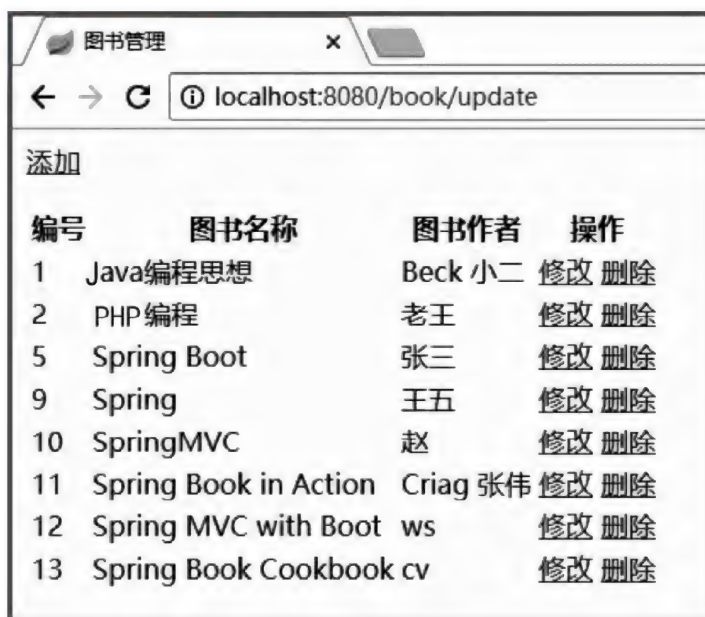 图书管理
localhost:8080/book/update
添加
编号 图书名称 图书作者 操作
1 Java编程思想 Beck 小二 修改 删除
2 PHP编程 老王 修改 删除
5 Spring Boot 张三 修改 删除
9 Spring 王五 修改 删除
10 SpringMVC 赵 修改 删除
11 Spring Book in Action Criag 张伟 修改 删除
12 Spring MVC with Boot ws 修改 删除
13 Spring Book Cookbook cv 修改 删除